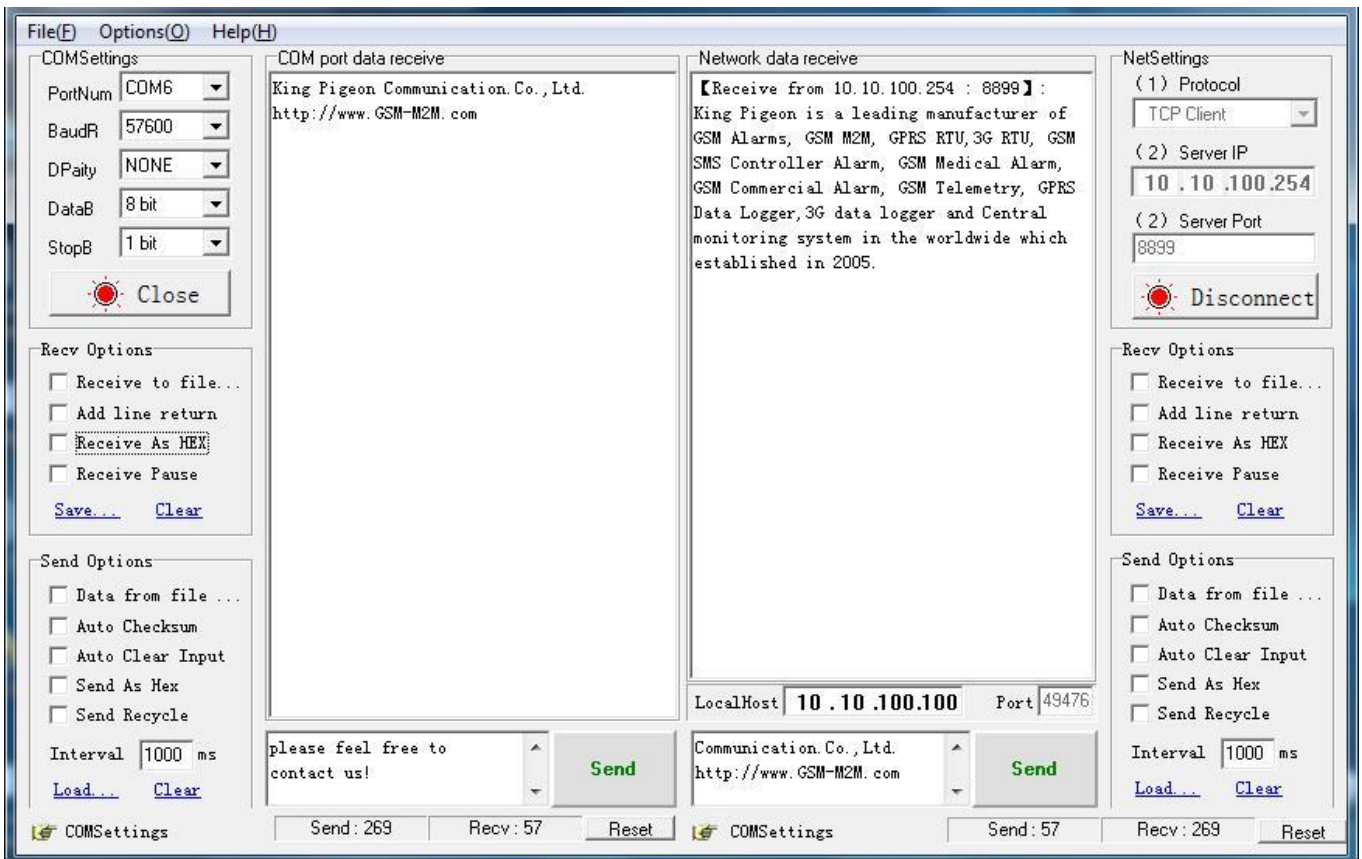 File(F) Options(O) Help(H)
COMSettings
PortNum COM6
BaudR 57600
DPaity NONE
DataB 8 bit
StopB 1 bit
Close
Recv Options
Receive to file...
Add line return
Receive As HEX
Receive Pause
Save... Clear
Send Options
Data from file ...
Auto Checksum
Auto Clear Input
Send As Hex
Send Recycle
Interval 1000 ms
Load... Clear
COMSettings
COM port data receive
King Pigeon Communication.Co.,Ltd.
http://www.GSM-M2M.com
please feel free to
contact us!
Send
Send : 269 Recv : 57 Reset
Network data receive
【Receive from 10.10.100.254 : 8899】:
King Pigeon is a leading manufacturer of
GSM Alarms, GSM M2M, GPRS RTU,3G RTU, GSM
SMS Controller Alarm, GSM Medical Alarm,
GSM Commercial Alarm, GSM Telemetry, GPRS
Data Logger,3G data logger and Central
monitoring system in the worldwide which
established in 2005.
LocalHost 10 .10 .100.100 Port 49476
Communication.Co.,Ltd.
http://www.GSM-M2M.com
Send
COMSettings
Send : 57 Recv : 269 Reset
NetSettings
(1) Protocol
TCP Client
(2) Server IP
10 .10 .100.254
(2) Server Port
8899
Disconnect
Recv Options
Receive to file...
Add line return
Receive As HEX
Receive Pause
Save... Clear
Send Options
Data from file ...
Auto Checksum
Auto Clear Input
Send As Hex
Send Recycle
Interval 1000 ms
Load... Clear